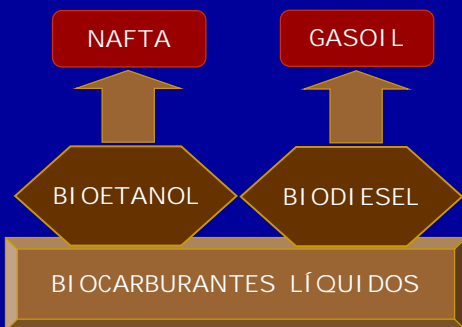 NAFTA GASOIL
BIOETANOL BIODIESEL
BIOCARBURANTES LÍQUIDOS